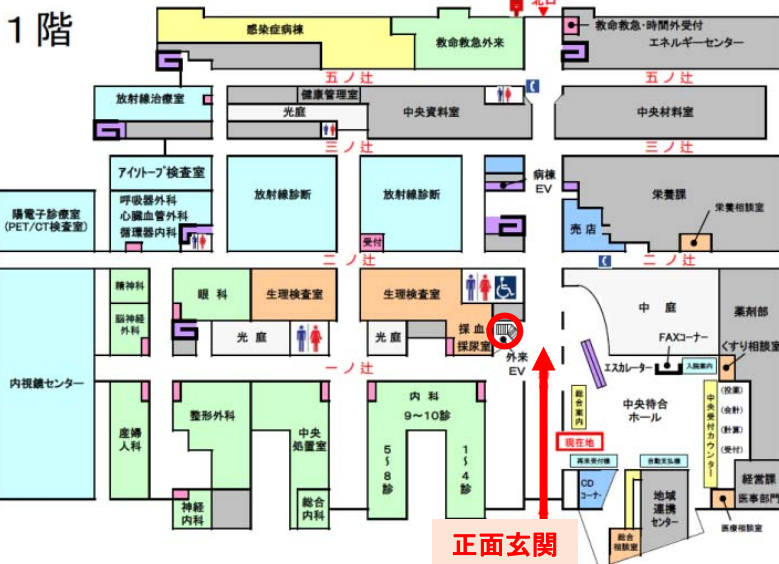 1階
北口
感染症病棟
救命救急外来
救命救急・時間外受付
エネルギーセンター
五ノ辻
五ノ辻
放射線治療室
健康管理室
光庭
中央資料室
中央材料室
三ノ辻
三ノ辻
アイソトープ検査室
呼吸器外科
心臓血管外科
循環器内科
陽電子診療室
(PET/CT検査室)
放射線診断
放射線診断
受付
病棟
EV
売店
栄養課
栄養相談室
二ノ辻
二ノ辻
精神科
脳神経
外科
眼科
生理検査室
生理検査室
光庭
光庭
採血
採尿室
外来
EV
中庭
薬剤部
FAXコーナー
くすり相談室
エスカレーター
入院案内
内視鏡センター
一ノ辻
産婦
人科
整形外科
中央
処置室
内科
9～10診
5～8診
1～4診
総合案内
中央待合
ホール
中央受付カウンター
(投薬)
(会計)
(計算)
(受付)
現在地
再来受付機
自動支払機
CD
コーナー
地域
連携
センター
経営課
医事部門
神経
内科
総合
内科
総合
相談室
医療相談室
正面玄関